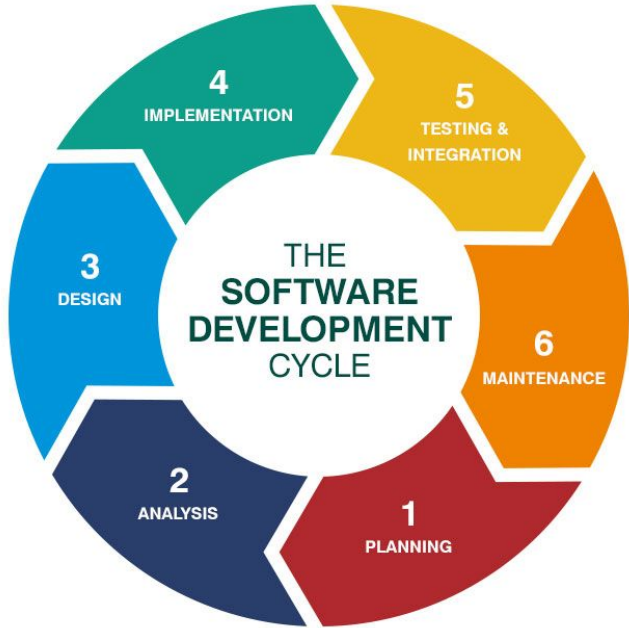 THE
SOFTWARE
DEVELOPMENT
CYCLE
1
PLANNING
2
ANALYSIS
3
DESIGN
4
IMPLEMENTATION
5
TESTING &
INTEGRATION
6
MAINTENANCE